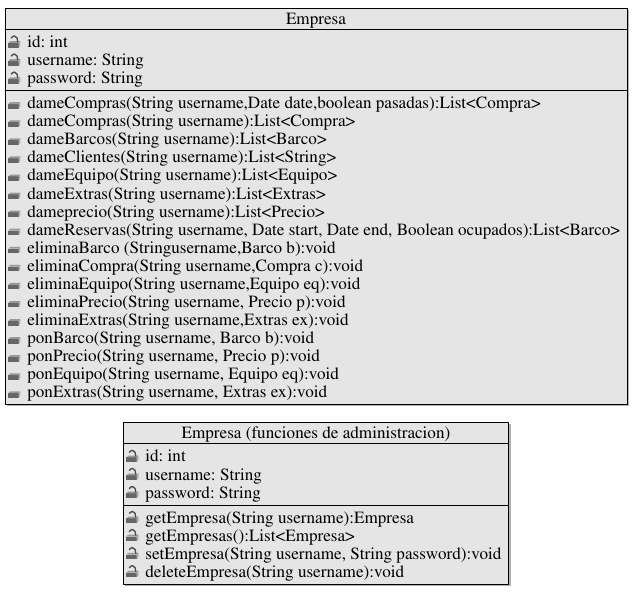 Empresa
id: int
username: String
password: String
dameCompras(String username,Date date,boolean pasadas):List<Compra>
dameCompras(String username):List<Compra>
dameBarcos(String username):List<Barco>
dameClientes(String username):List<String>
dameEquipo(String username):List<Equipo>
dameExtras(String username):List<Extras>
dameprecio(String username):List<Precio>
dameReservas(String username, Date start, Date end, Boolean ocupados):List<Barco>
eliminaBarco (Stringusername,Barco b):void
eliminaCompra(String username,Compra c):void
eliminaEquipo(String username,Equipo eq):void
eliminaPrecio(String username, Precio p):void
eliminaExtras(String username,Extras ex):void
ponBarco(String username, Barco b):void
ponPrecio(String username, Precio p):void
ponEquipo(String username, Equipo eq):void
ponExtras(String username, Extras ex):void
Empresa (funciones de administracion)
id: int
username: String
password: String
getEmpresa(String username):Empresa
getEmpresas():List<Empresa>
setEmpresa(String username, String password):void
deleteEmpresa(String username):void